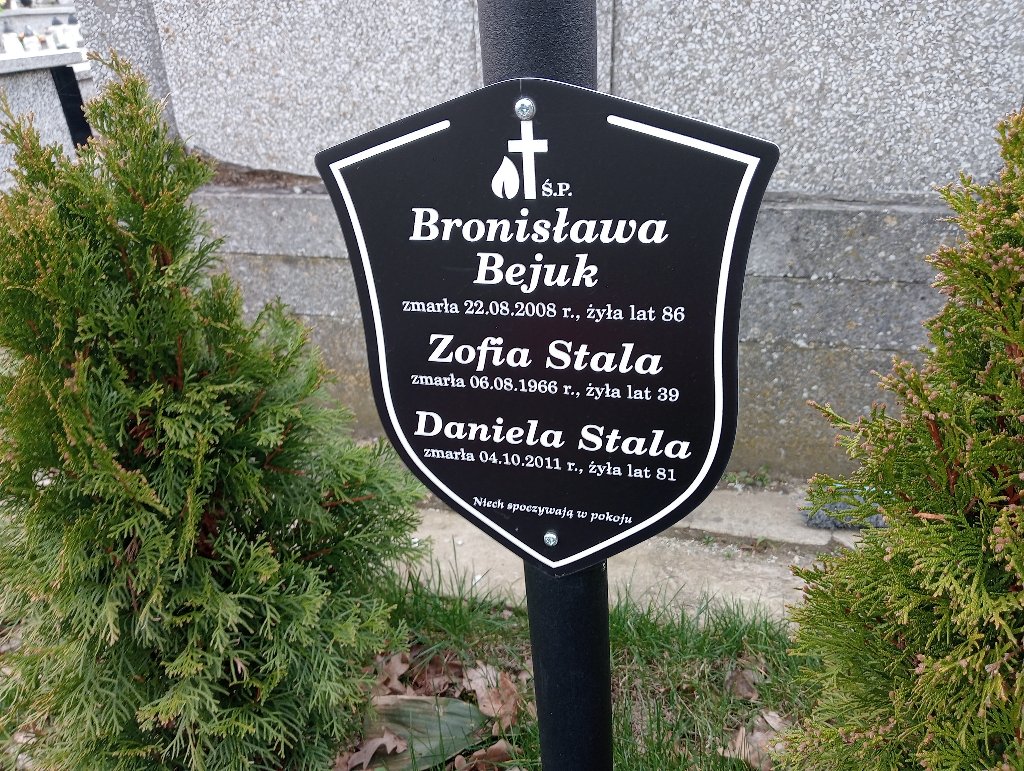 Ś.P.
Bronisława
Bejuk
zmarła 22.08.2008 r., żyła lat 86
Zofia Stala
zmarła 06.08.1966 r., żyła lat 39
Daniela Stala
zmarła 04.10.2011 r., żyła lat 81
Niech spoczywają w pokoju